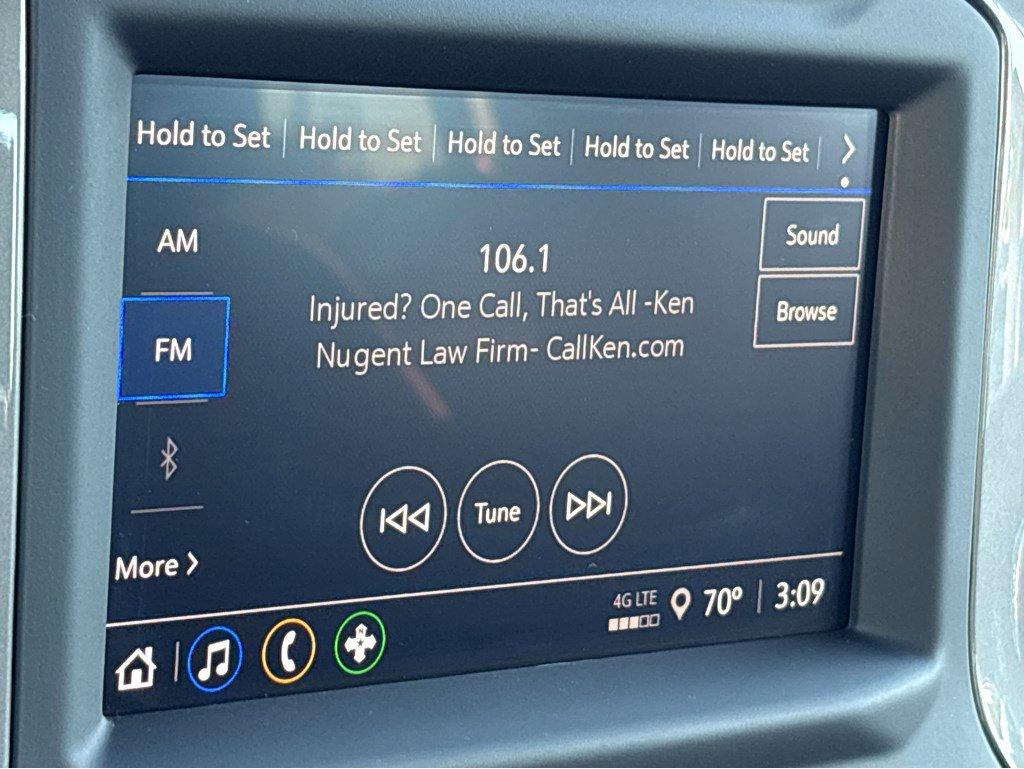 Hold to Set Hold to Set Hold to Set Hold to Set Hold to Set
AM
Sound
106.1
Injured? One Call, That's All -Ken
Nugent Law Firm- CallKen.com
Browse
FM
Tune
More
4G LTE 70° 3:09